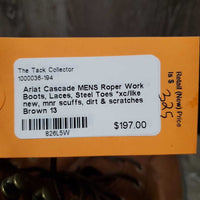 The Tack Collector
1000036-194
Ariat Cascade MENS Roper Work
Boots, Laces, Steel Toes *xc/like
new, mnr scuffs, dirt & scratches
Brown 13
$197.00
826L5W
Retail (New) Price
is $
325